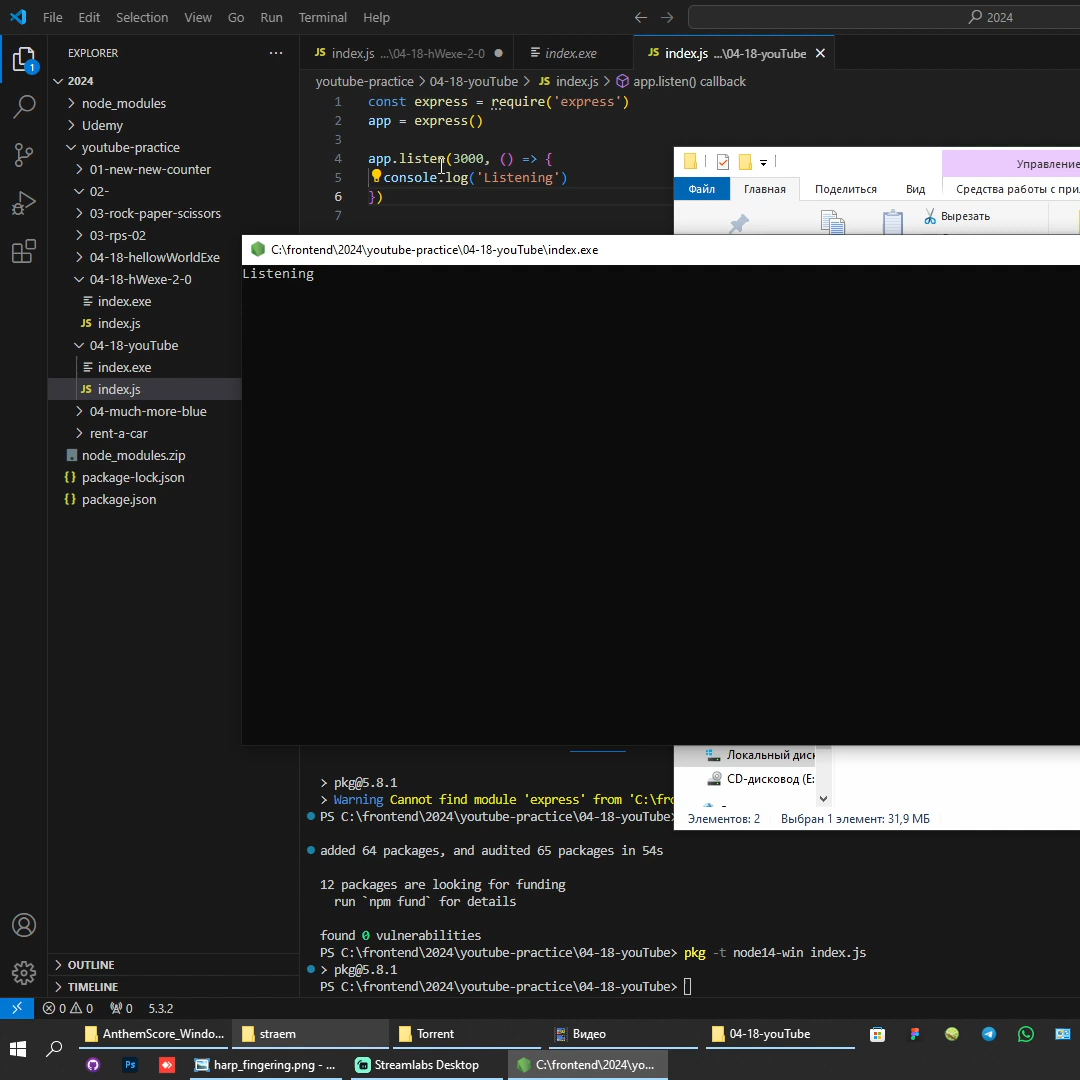 File Edit Selection View Go Run Terminal Help
2024
EXPLORER
1
2024
node_modules
Udemy
youtube-practice
01-new-new-counter
02-
03-rock-paper-scissors
03-rps-02
04-18-hellowWorldExe
04-18-hWexe-2-0
index.exe
JS index.js
04-18-youTube
index.exe
JS index.js
04-much-more-blue
rent-a-car
node_modules.zip
{} package-lock.json
{} package.json
OUTLINE
TIMELINE
JS index.js ...\04-18-hWexe-2-0
index.exe
JS index.js ...\04-18-youTube
youtube-practice > 04-18-youTube > JS index.js > app.listen() callback
1 const express = require('express')
2 app = express()
3
4 app.listen(3000, () => {
5 console.log('Listening')
6 })
7
Управление
Файл Главная Поделиться Вид Средства работы с при
Вырезать
C:\frontend\2024\youtube-practice\04-18-youTube\index.exe
Listening
Локальный диск
CD-дисковод (E:
Элементов: 2 Выбран 1 элемент: 31,9 МБ
> pkg@5.8.1
> Warning Cannot find module 'express' from 'C:\fro
PS C:\frontend\2024\youtube-practice\04-18-youTube>
added 64 packages, and audited 65 packages in 54s
12 packages are looking for funding
run `npm fund` for details
found 0 vulnerabilities
PS C:\frontend\2024\youtube-practice\04-18-youTube> pkg -t node14-win index.js
> pkg@5.8.1
PS C:\frontend\2024\youtube-practice\04-18-youTube>
0 0 0 5.3.2
AnthemScore_Windo... straem Torrent Видео 04-18-youTube
Ps harp_fingering.png - ... Streamlabs Desktop C:\frontend\2024\yo...